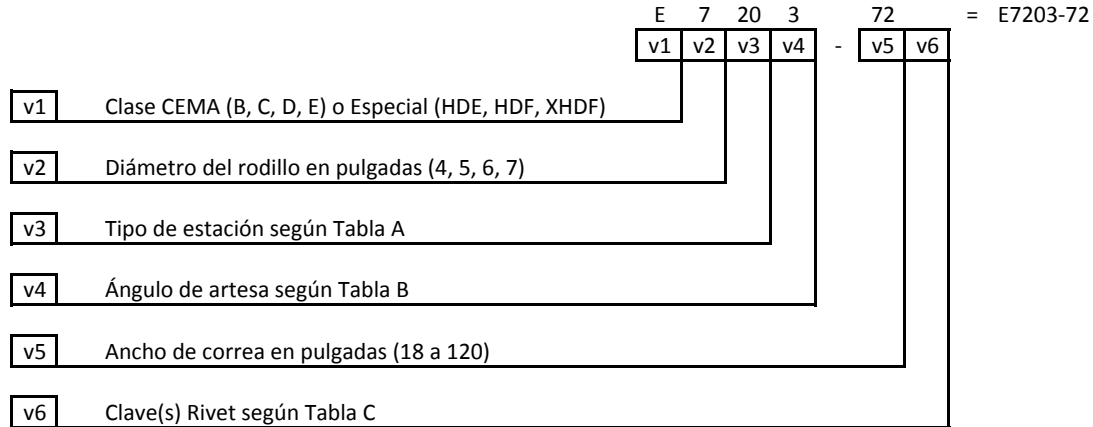 E 7 20 3 72 = E7203-72
v1 v2 v3 v4 - v5 v6
v1 Clase CEMA (B, C, D, E) o Especial (HDE, HDF, XHDF)
v2 Diámetro del rodillo en pulgadas (4, 5, 6, 7)
v3 Tipo de estación según Tabla A
v4 Ángulo de artesa según Tabla B
v5 Ancho de correa en pulgadas (18 a 120)
v6 Clave(s) Rivet según Tabla C